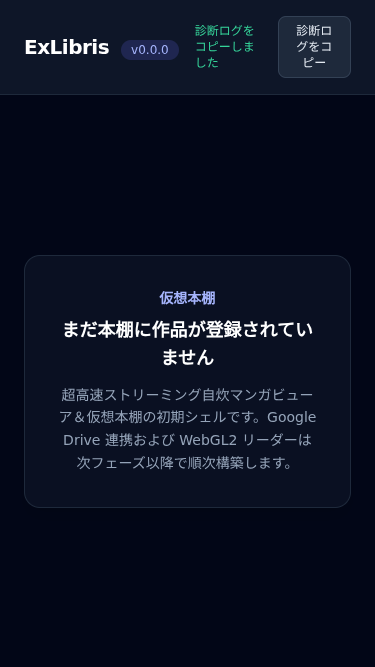 ExLibris
v0.0.0
診断ログを
コピーしま
した
診断ロ
グをコ
ピー
仮想本棚
まだ本棚に作品が登録されてい
ません
超高速ストリーミング自炊マンガビュー
ア＆仮想本棚の初期シェルです。Google
Drive 連携および WebGL2 リーダーは
次フェーズ以降で順次構築します。